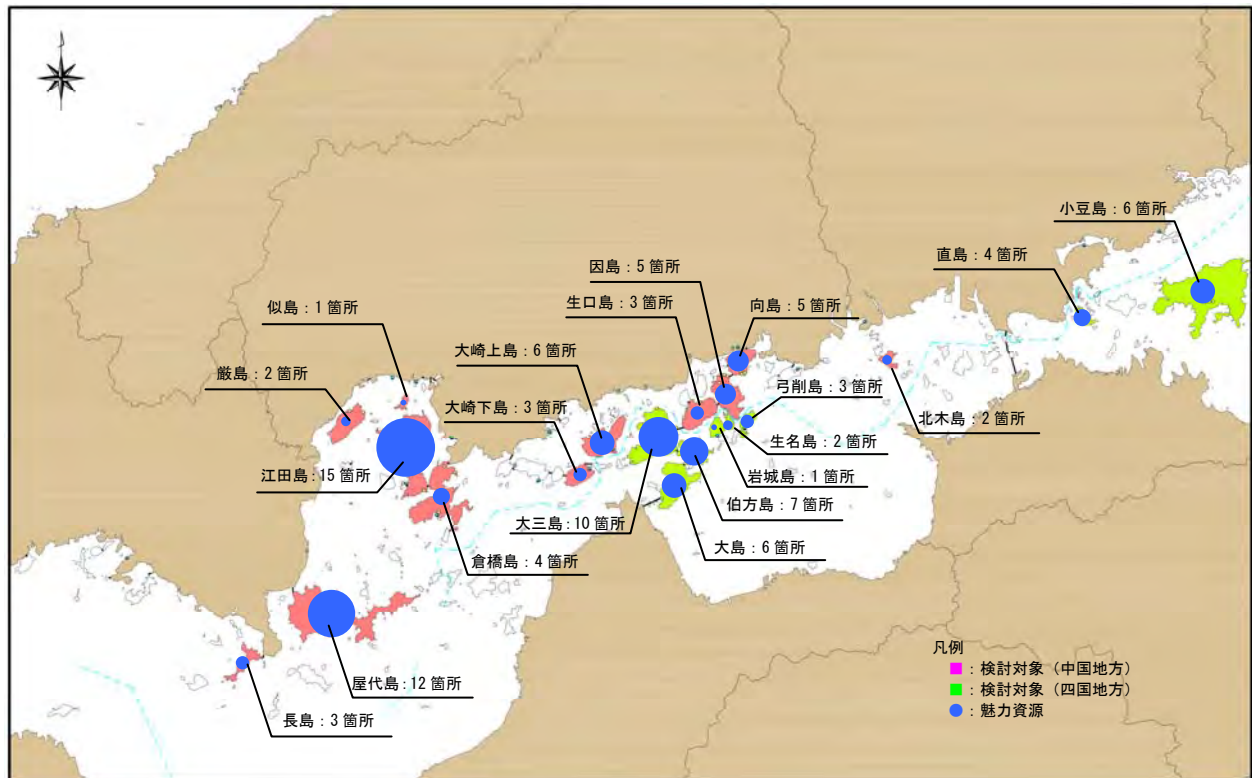 小豆島：6 箇所
直島：4 箇所
因島：5 箇所
生口島：3 箇所
向島：5 箇所
似島：1 箇所
大崎上島：6 箇所
厳島：2 箇所
大崎下島：3 箇所
弓削島：3 箇所
北木島：2 箇所
生名島：2 箇所
岩城島：1 箇所
江田島：15 箇所
伯方島：7 箇所
大三島：10 箇所
大島：6 箇所
倉橋島：4 箇所
屋代島：12 箇所
長島：3 箇所
凡例
：検討対象（中国地方）
：検討対象（四国地方）
：魅力資源